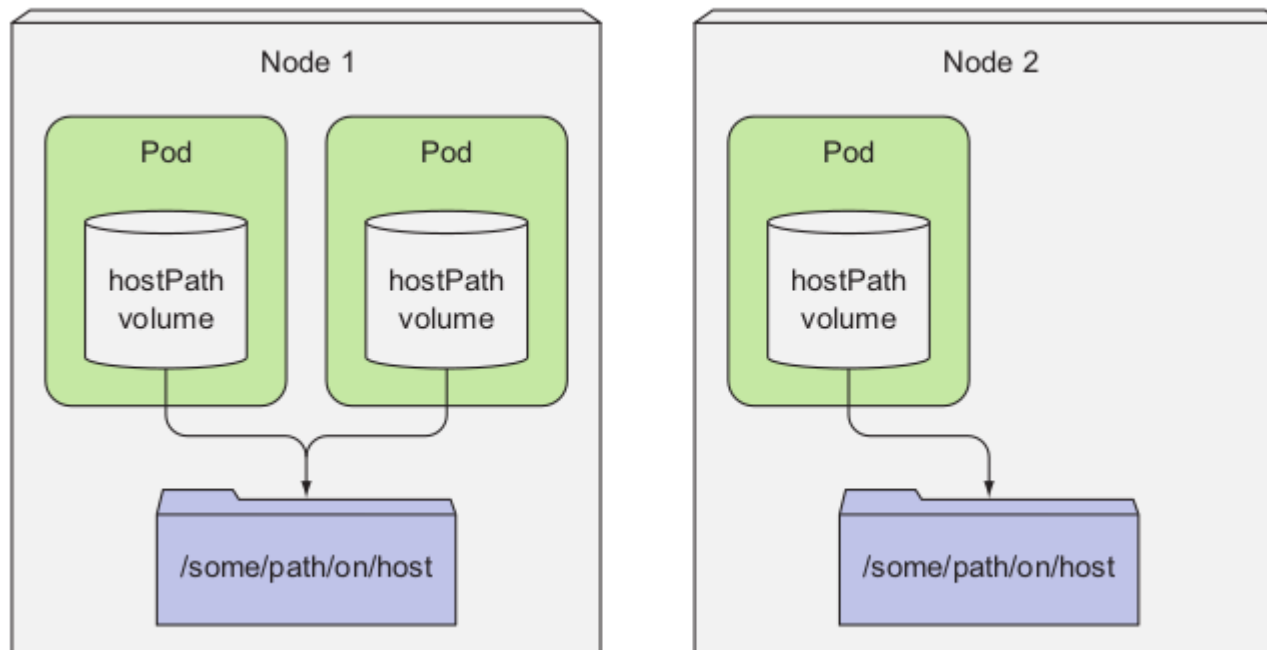 Node 1
Pod
Pod
hostPath
volume
hostPath
volume
/some/path/on/host
Node 2
Pod
hostPath
volume
/some/path/on/host